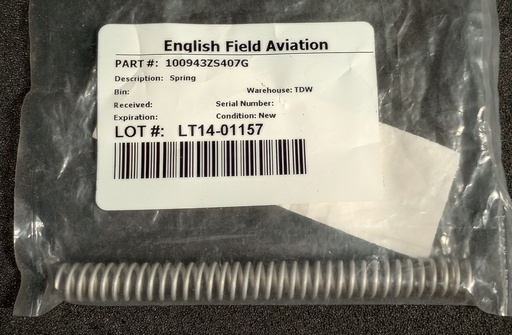 English Field Aviation
PART #: 100943ZS407G
Description: Spring
Bin: Warehouse: TDW
Received: Serial Number:
Expiration: Condition: New
LOT #: LT14-01157